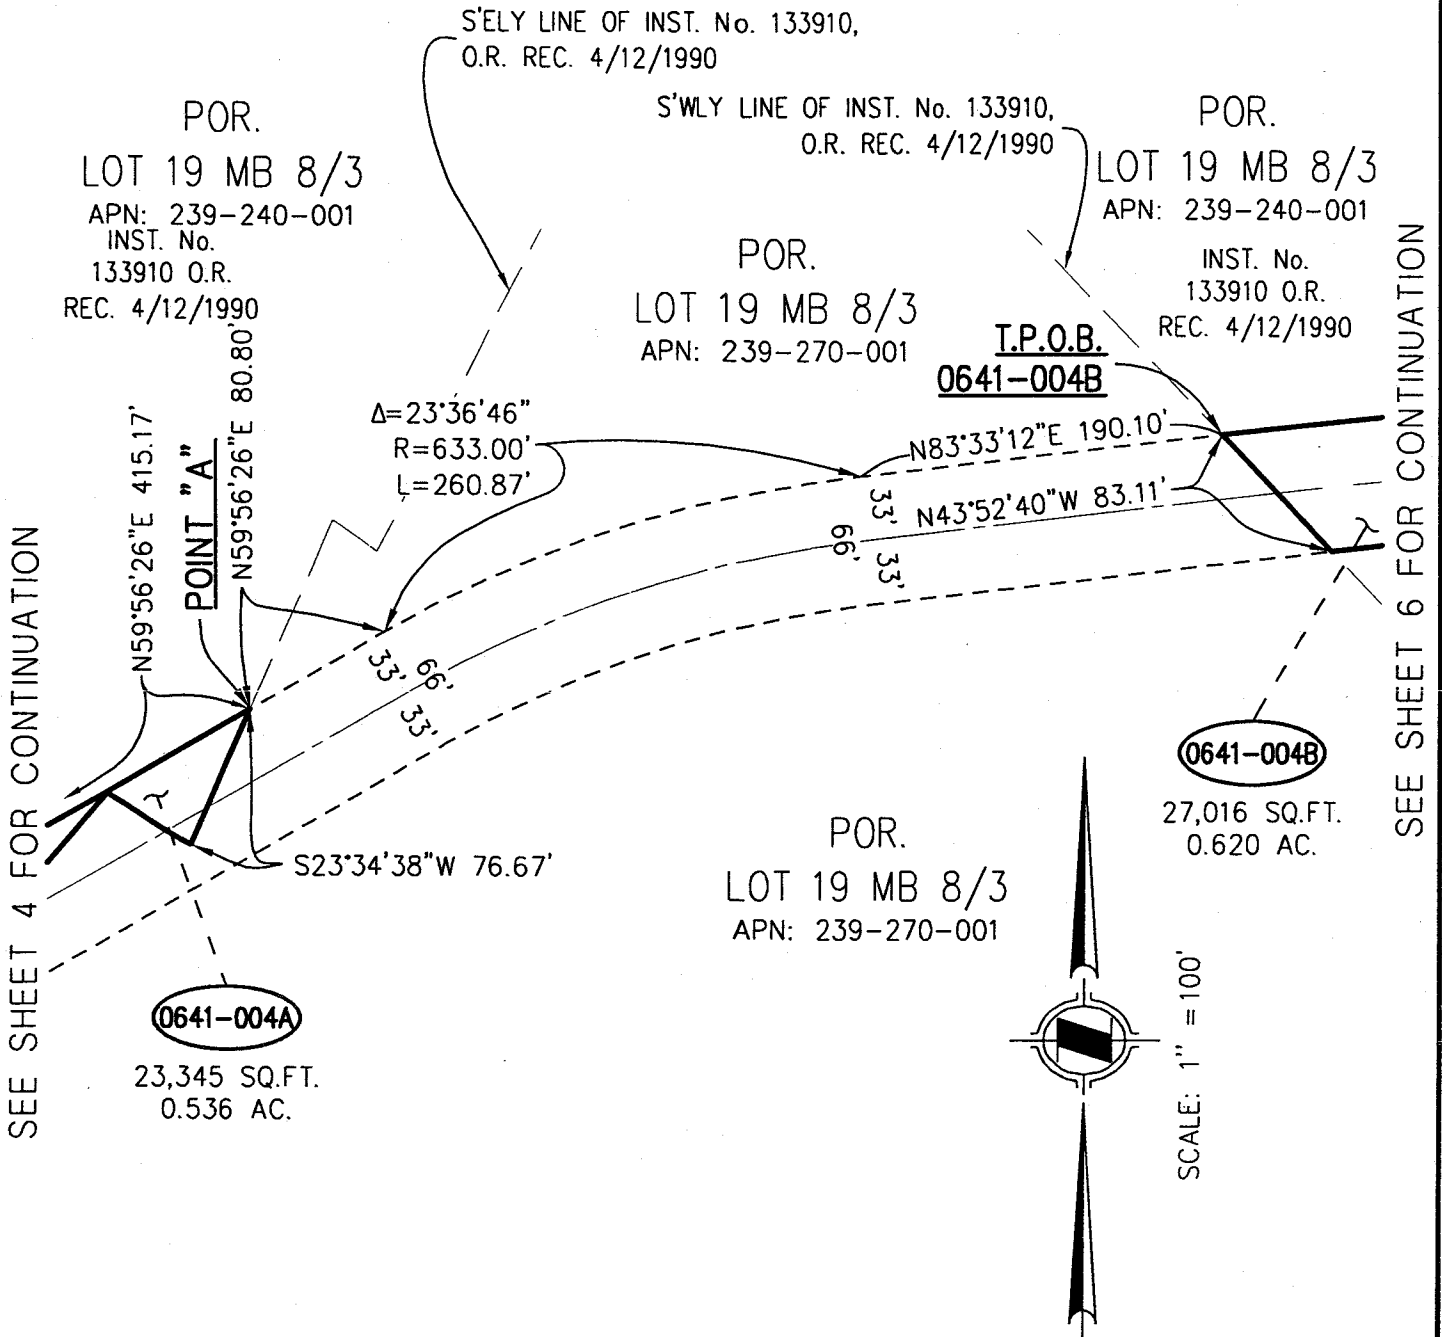 S'ELY LINE OF INST. No. 133910,
O.R. REC. 4/12/1990
S'WLY LINE OF INST. No. 133910,
O.R. REC. 4/12/1990
POR.
LOT 19 MB 8/3
APN: 239-240-001
INST. No.
133910 O.R.
REC. 4/12/1990
POR.
LOT 19 MB 8/3
APN: 239-270-001
POR.
LOT 19 MB 8/3
APN: 239-240-001
INST. No.
133910 O.R.
REC. 4/12/1990
T.P.O.B.
0641-004B
N59°56'26"E 415.17'
POINT "A"
N59°56'26"E 80.80'
Δ=23°36'46"
R=633.00'
L=260.87'
N83°33'12"E 190.10'
N43°52'40"W 83.11'
33'
66'
33'
33'
66'
33'
S23°34'38"W 76.67'
SEE SHEET 4 FOR CONTINUATION
SEE SHEET 6 FOR CONTINUATION
0641-004B
27,016 SQ.FT.
0.620 AC.
POR.
LOT 19 MB 8/3
APN: 239-270-001
0641-004A
23,345 SQ.FT.
0.536 AC.
SCALE: 1" =100'